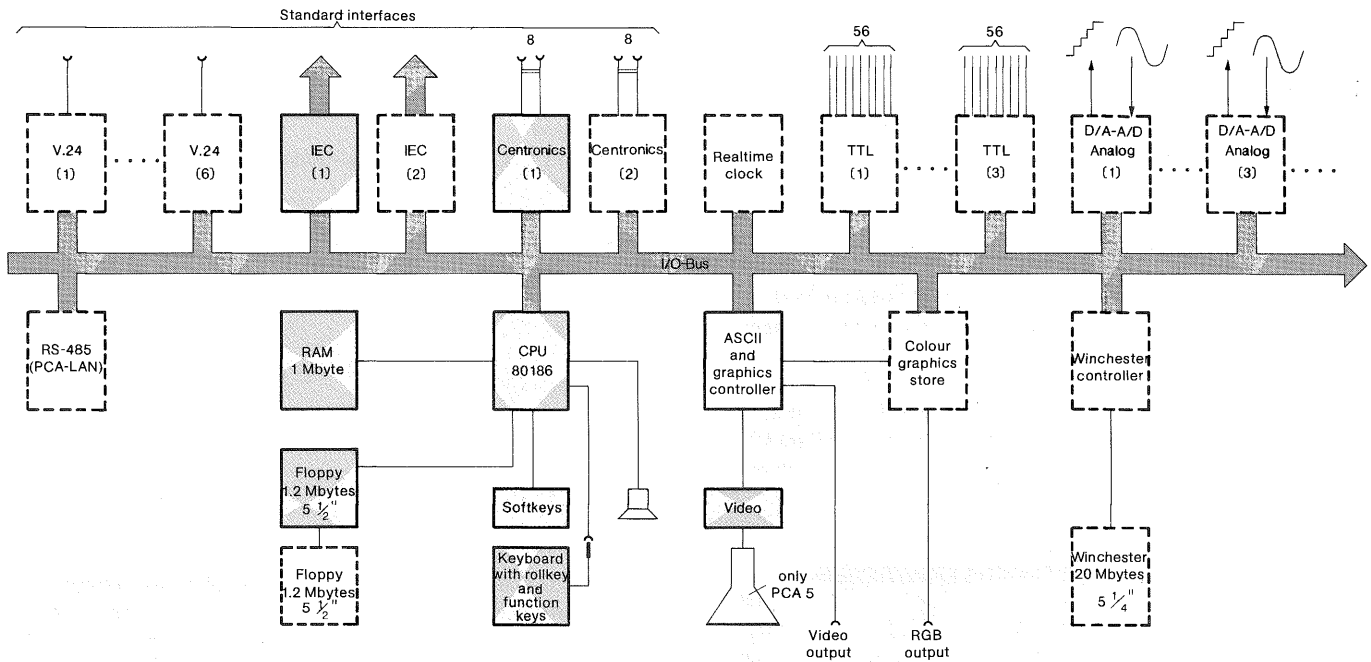 Standard interfaces
8
8
56
56
V.24
(1)
V.24
(6)
IEC
(1)
IEC
(2)
Centronics
(1)
Centronics
(2)
Realtime
clock
TTL
(1)
TTL
(3)
D/A-A/D
Analog
(1)
D/A-A/D
Analog
(3)
I/O-Bus
RS-485
(PCA-LAN)
RAM
1 Mbyte
CPU
80186
ASCII
and
graphics
controller
Colour
graphics
store
Winchester
controller
Floppy
1.2 Mbytes
5 1/2"
Softkeys
Video
Floppy
1.2 Mbytes
5 1/2"
Keyboard
with rollkey
and
function
keys
only
PCA 5
Winchester
20 Mbytes
5 1/4"
Video
output
RGB
output